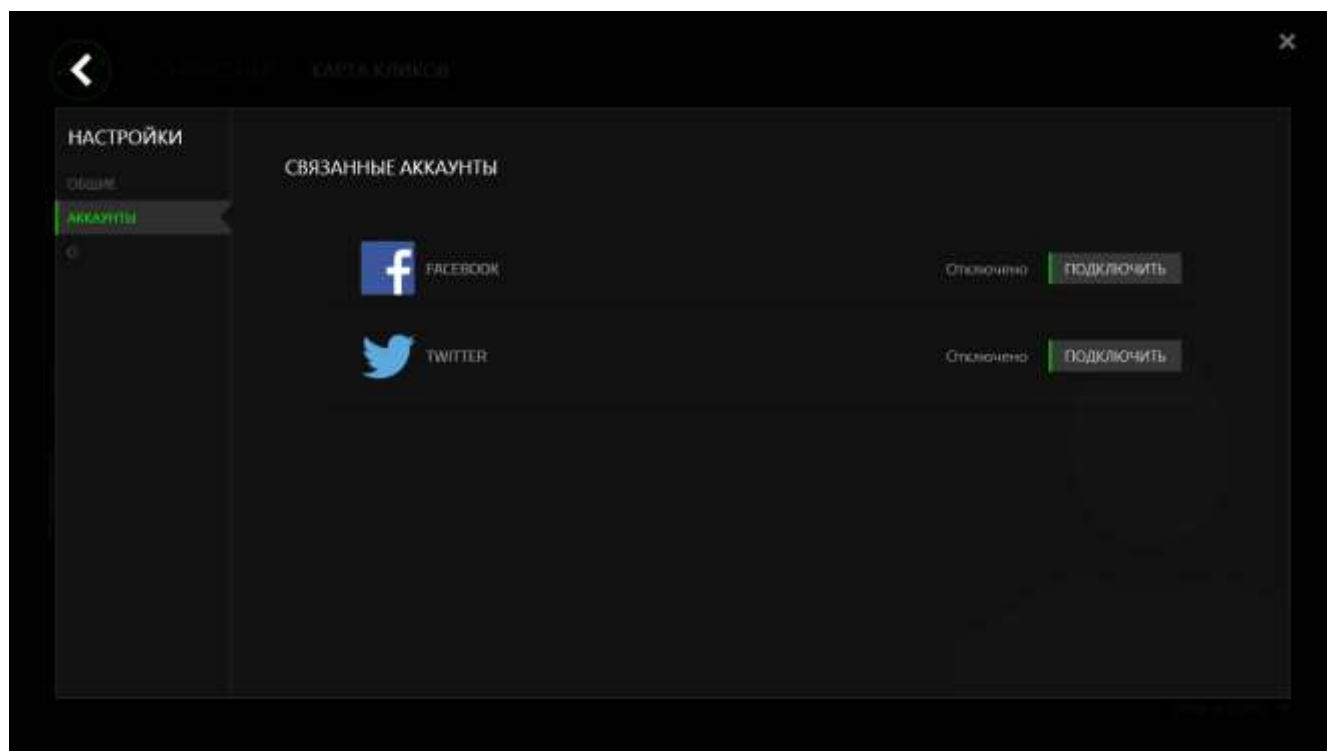 КАРТА КЛИКОВ
НАСТРОЙКИ
ОБЩИЕ
АККАУНТЫ
О
СВЯЗАННЫЕ АККАУНТЫ
FACEBOOK Отключено ПОДКЛЮЧИТЬ
TWITTER Отключено ПОДКЛЮЧИТЬ